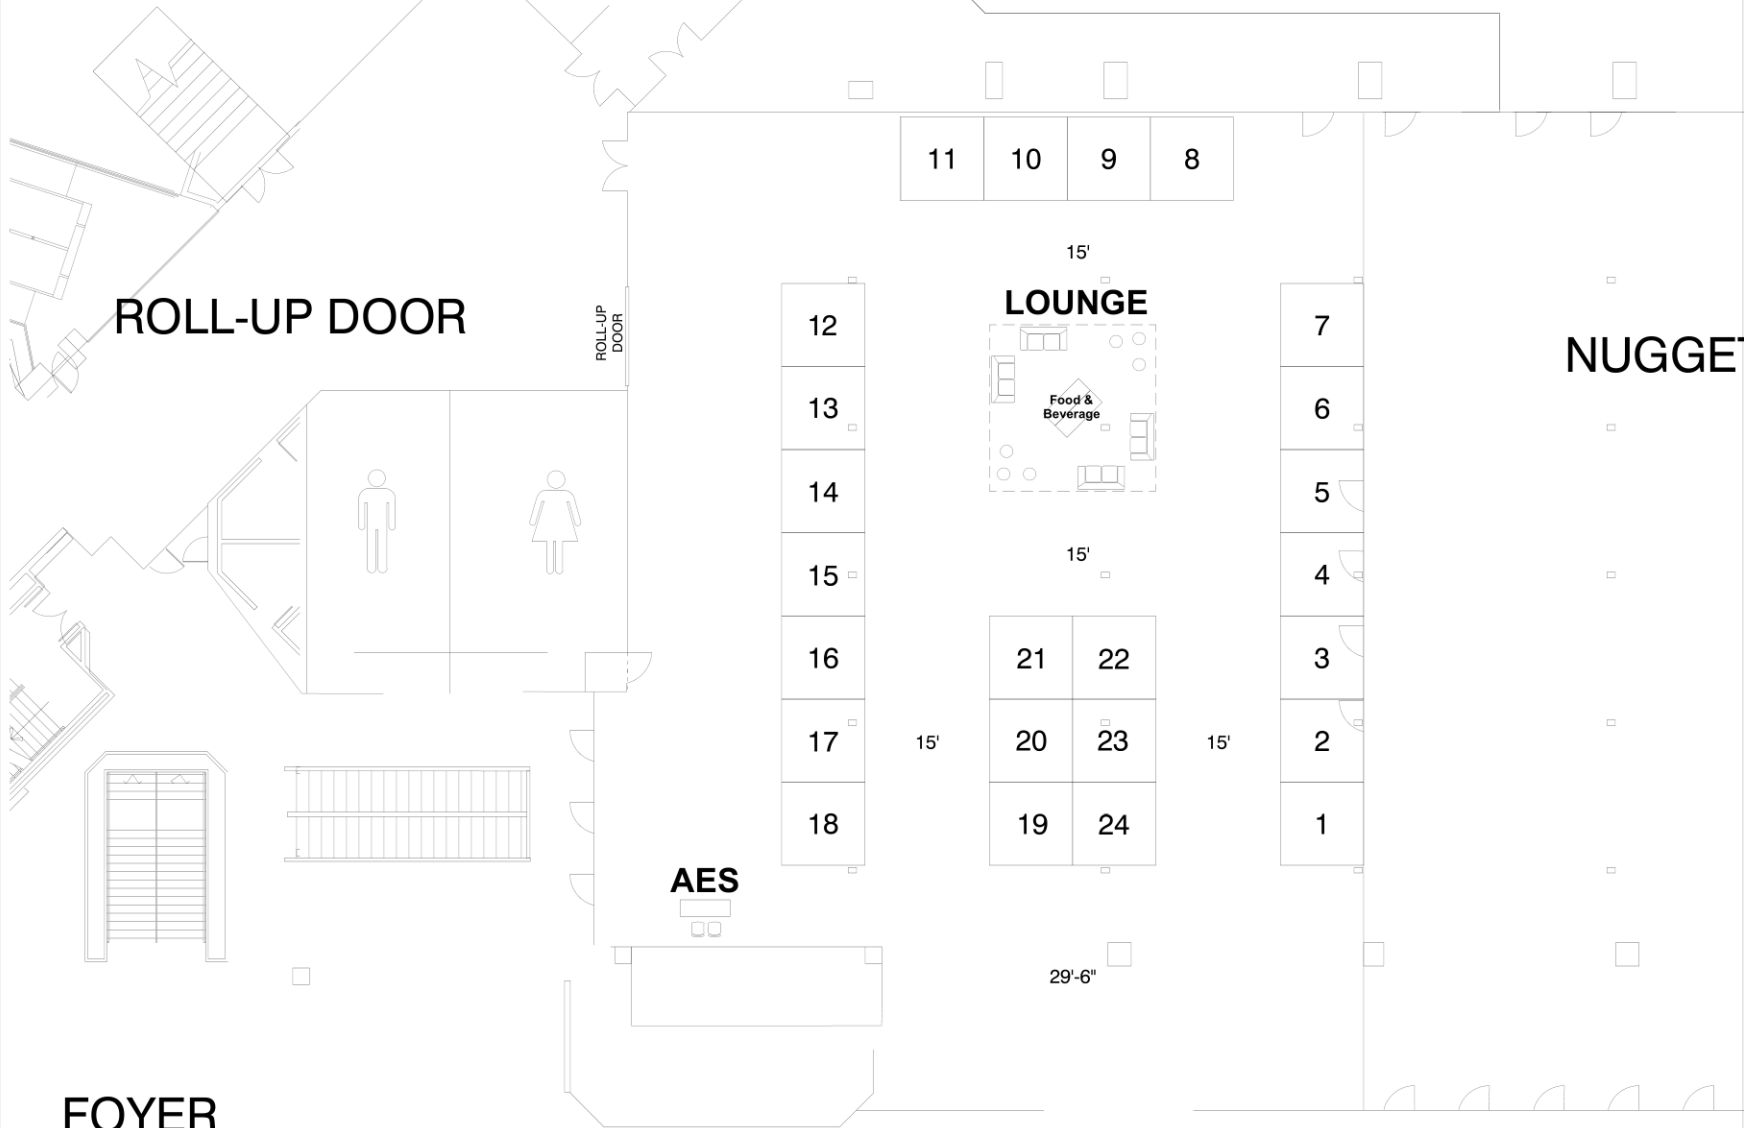 11 10 9 8
15'
LOUNGE
ROLL-UP DOOR
ROLL-UP
DOOR
12
7
NUGGET
13
Food &
Beverage
6
14
5
15'
15
4
16
21 22
3
17
15'
20 23
15'
2
18
19 24
1
AES
29'-6"
FOYER